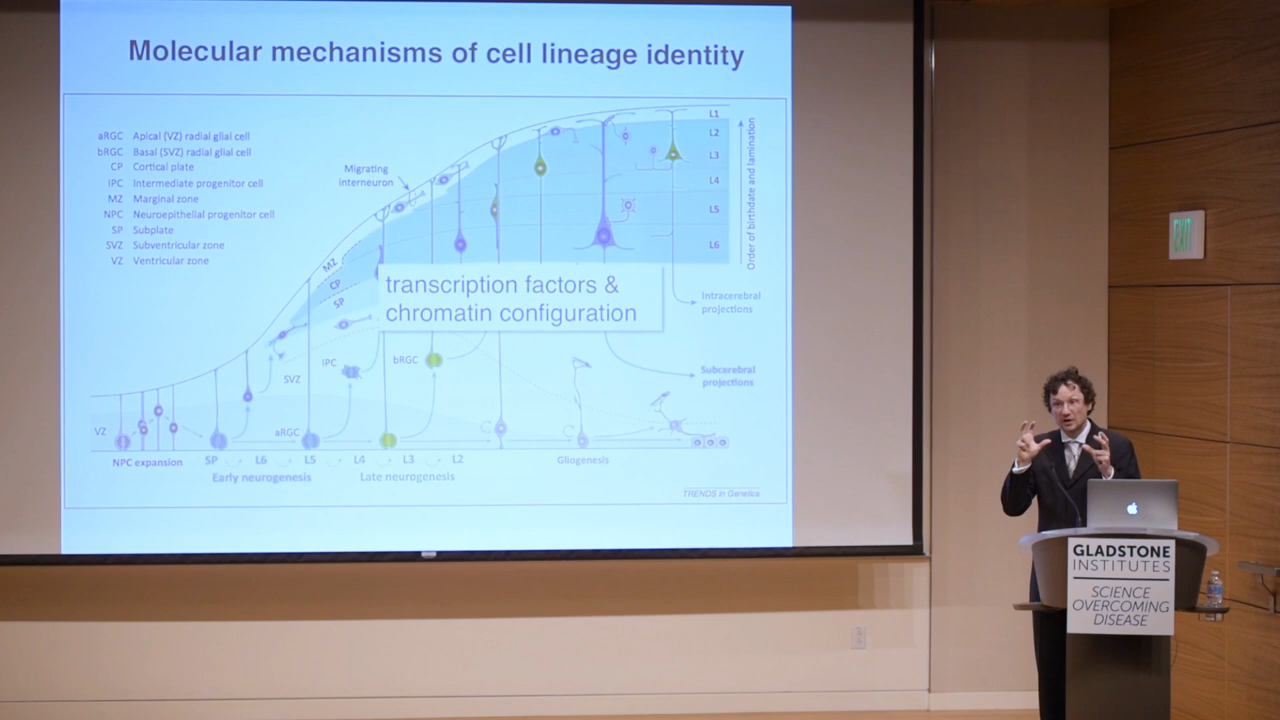 Molecular mechanisms of cell lineage identity
aRGC Apical (VZ) radial glial cell
bRGC Basal (SVZ) radial glial cell
CP Cortical plate
IPC Intermediate progenitor cell
MZ Marginal zone
NPC Neuroepithelial progenitor cell
SP Subplate
SVZ Subventricular zone
VZ Ventricular zone
Migrating
interneuron
L1
L2
L3
L4
L5
L6
Order of birthdate and lamination
MZ
CP
SP
transcription factors &
chromatin configuration
Intracerebral
projections
Subcerebral
projections
IPC
bRGC
SVZ
VZ
aRGC
NPC expansion
SP L6 L5 L4 L3 L2
Early neurogenesis
Late neurogenesis
Gliogenesis
TRENDS in Genetics
EXIT
GLADSTONE
INSTITUTES
SCIENCE
OVERCOMING
DISEASE